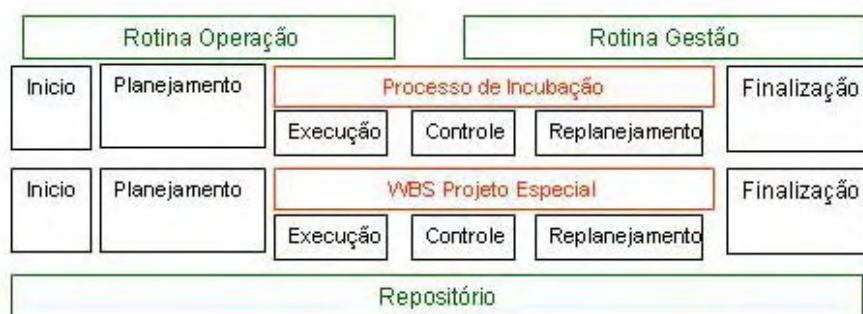 Rotina Operação Rotina Gestão
Inicio Planejamento Processo de Incubação Finalização
Execução Controle Replanejamento
Inicio Planejamento WBS Projeto Especial Finalização
Execução Controle Replanejamento
Repositório